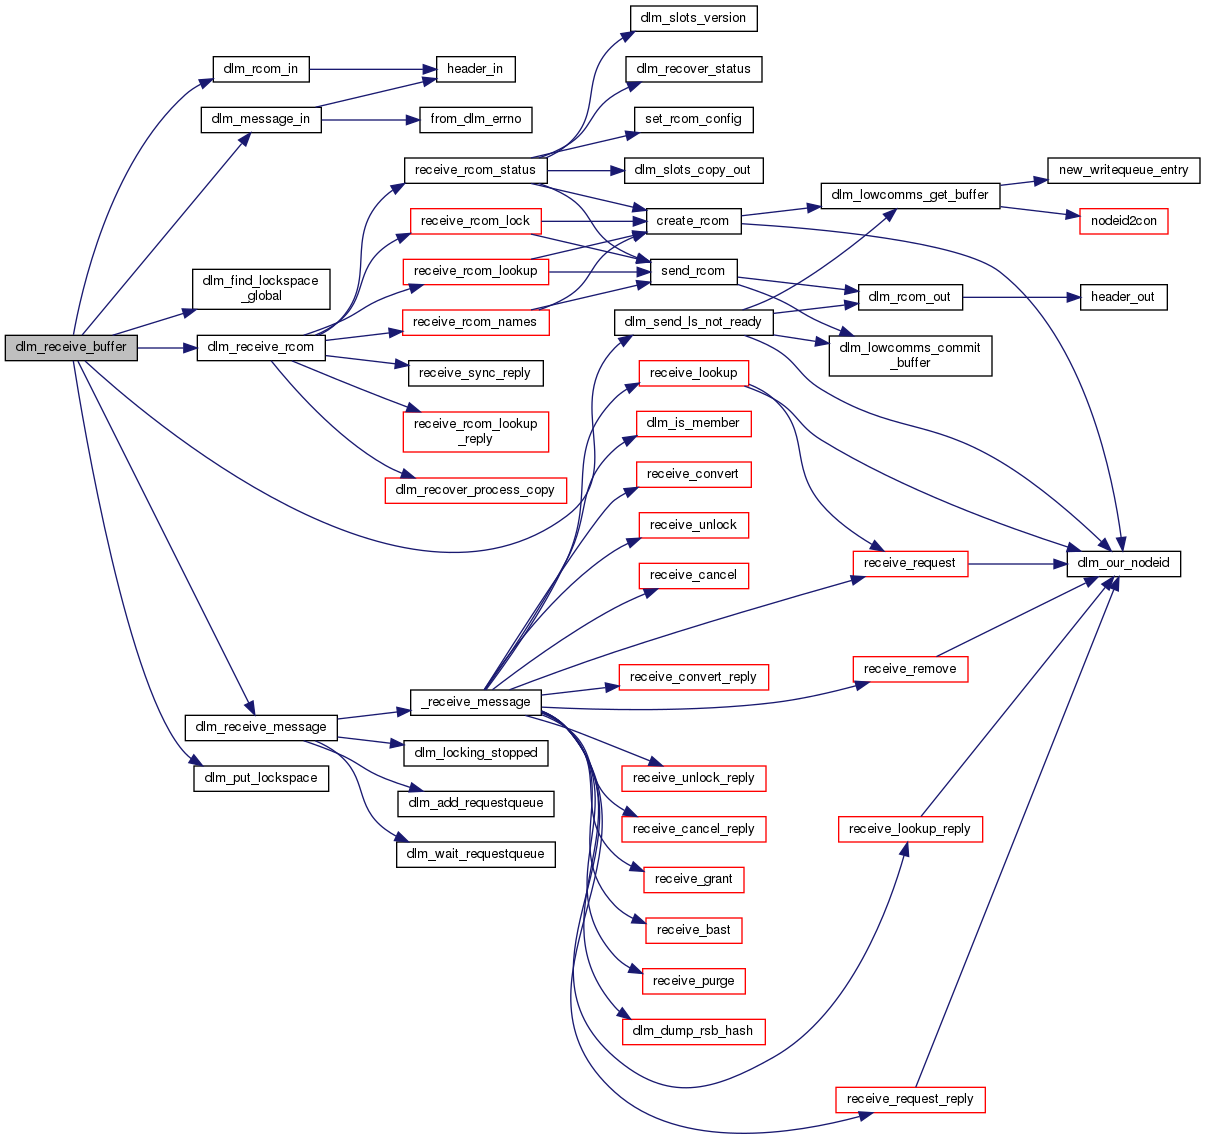 dlm_receive_buffer
dlm_rcom_in
dlm_message_in
dlm_find_lockspace
_global
dlm_receive_rcom
dlm_receive_message
dlm_put_lockspace
header_in
from_dlm_errno
receive_rcom_status
receive_rcom_lock
receive_rcom_lookup
receive_rcom_names
receive_sync_reply
receive_rcom_lookup
_reply
dlm_recover_process_copy
_receive_message
dlm_locking_stopped
dlm_add_requestqueue
dlm_wait_requestqueue
dlm_slots_version
dlm_recover_status
set_rcom_config
dlm_slots_copy_out
create_rcom
send_rcom
dlm_send_ls_not_ready
receive_lookup
dlm_is_member
receive_convert
receive_unlock
receive_cancel
receive_convert_reply
receive_unlock_reply
receive_cancel_reply
receive_grant
receive_bast
receive_purge
dlm_dump_rsb_hash
dlm_lowcomms_get_buffer
dlm_rcom_out
dlm_lowcomms_commit
_buffer
receive_request
receive_remove
receive_lookup_reply
receive_request_reply
new_writequeue_entry
nodeid2con
header_out
dlm_our_nodeid